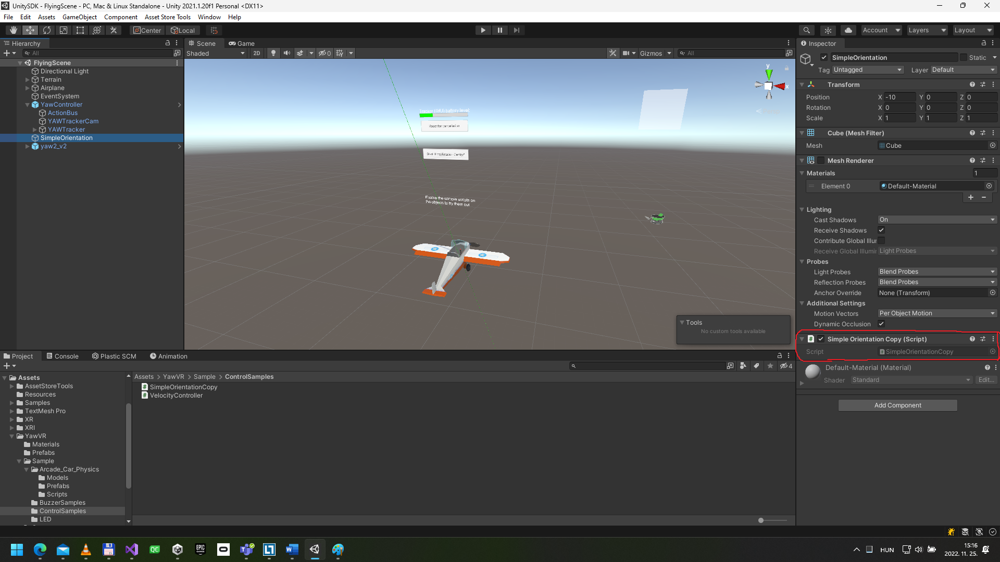 UnitySDK - FlyingScene - PC, Mac & Linux Standalone - Unity 2021.1.20f1 Personal <DX11>
File Edit Assets GameObject Component Asset Store Tools Window Help
Center Local
Account Layers Layout
Hierarchy
All
FlyingScene
Directional Light
Terrain
Airplane
EventSystem
YawController
ActionBus
YAWTrackerCam
YAWTracker
SimpleOrientation
yaw2_v2
Scene Game
Shaded 2D 0 Gizmos All
y
x
Tracker (IMU) battery level:
Recenter cancellation
Start "Find Rotation Center"
Enable the sample scripts on
the objects to try them out
Tools
No custom tools available
Inspector
SimpleOrientation Static
Tag Untagged Layer Default
Transform
Position X -10 Y 0 Z 0
Rotation X 0 Y 0 Z 0
Scale X 1 Y 1 Z 1
Cube (Mesh Filter)
Mesh Cube
Mesh Renderer
Materials 1
Element 0 Default-Material
Lighting
Cast Shadows On
Receive Shadows
Contribute Global Illur
Receive Global Illumir Light Probes
Probes
Light Probes Blend Probes
Reflection Probes Blend Probes
Anchor Override None (Transform)
Additional Settings
Motion Vectors Per Object Motion
Dynamic Occlusion
Simple Orientation Copy (Script)
Script SimpleOrientationCopy
Default-Material (Material)
Shader Standard Edit...
Add Component
Project Console Plastic SCM Animation
4
Assets
AssetStoreTools
Resources
Samples
TextMesh Pro
XR
XRI
YawVR
Materials
Prefabs
Sample
Arcade_Car_Physics
Models
Prefabs
Scripts
BuzzerSamples
ControlSamples
LED
Assets > YawVR > Sample > ControlSamples
SimpleOrientationCopy
VelocityController
QC
EPIC GAMES
HUN
15:16
2022. 11. 25.